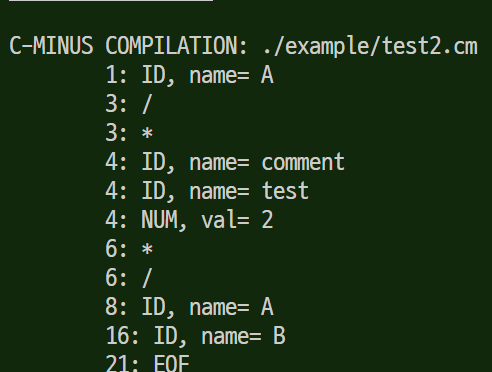 C-MINUS COMPILATION: ./example/test2.cm
1: ID, name= A
3: /
3: *
4: ID, name= comment
4: ID, name= test
4: NUM, val= 2
6: *
6: /
8: ID, name= A
16: ID, name= B
21: EOF